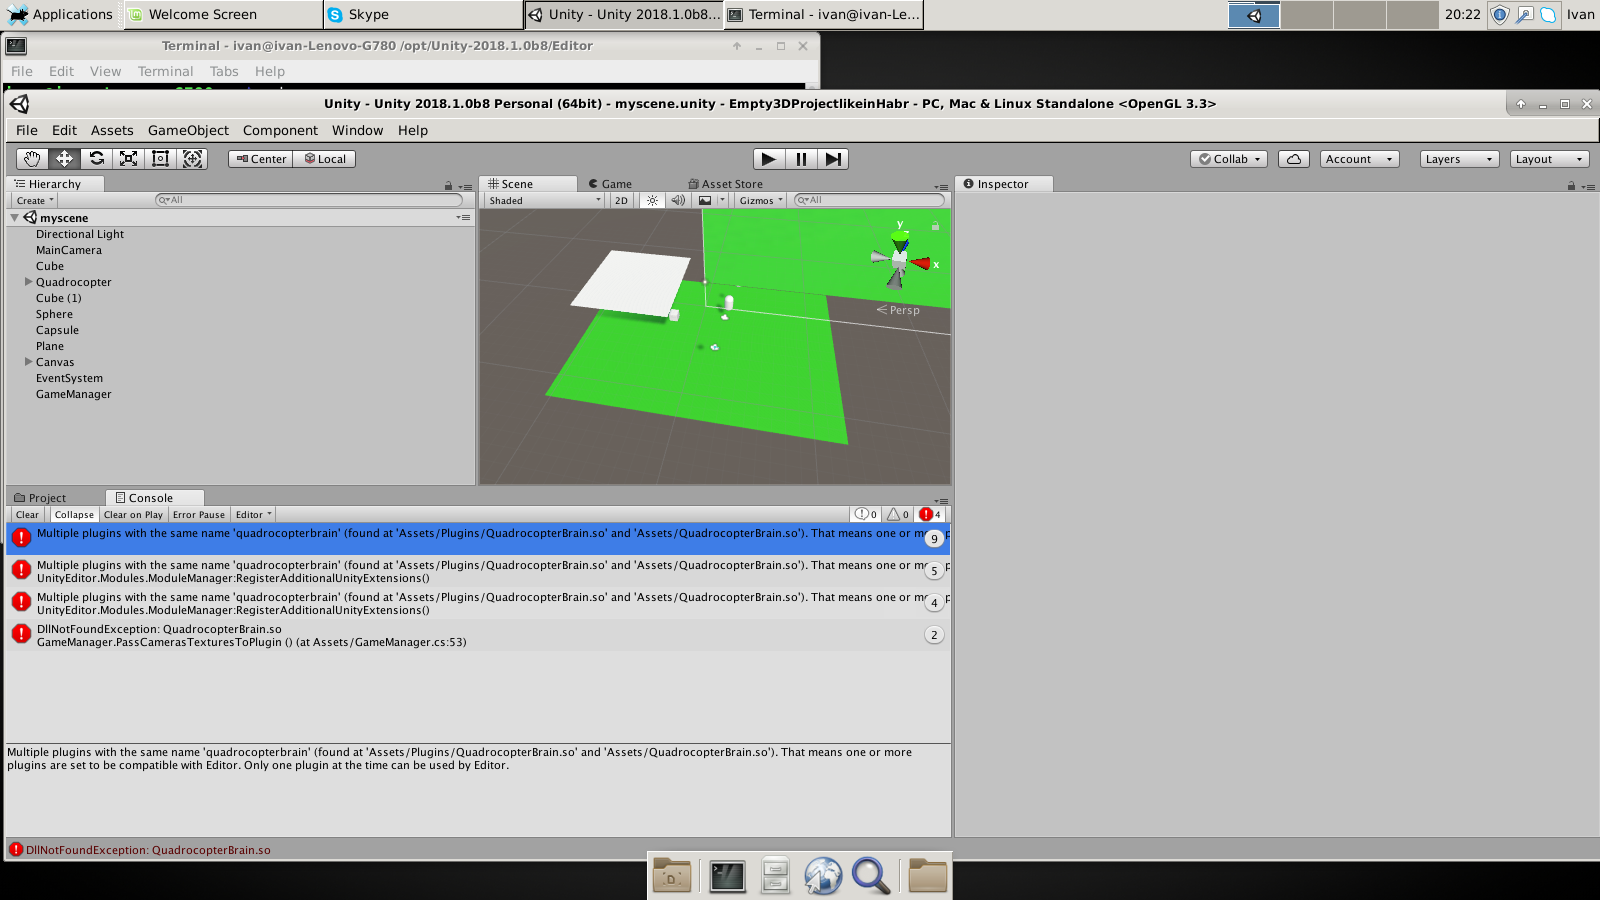 Applications
Welcome Screen
Skype
Unity - Unity 2018.1.0b8...
Terminal - ivan@ivan-Le...
20:22
Ivan
Terminal - ivan@ivan-Lenovo-G780 /opt/Unity-2018.1.0b8/Editor
File Edit View Terminal Tabs Help
Unity - Unity 2018.1.0b8 Personal (64bit) - myscene.unity - Empty3DProjectlikeinHabr - PC, Mac & Linux Standalone <OpenGL 3.3>
File Edit Assets GameObject Component Window Help
Center Local
Collab Account Layers Layout
Hierarchy
Create All
myscene
Directional Light
MainCamera
Cube
Quadrocopter
Cube (1)
Sphere
Capsule
Plane
Canvas
EventSystem
GameManager
Scene Game Asset Store
Shaded 2D Gizmos All
y
x
Persp
Inspector
Project Console
Clear Collapse Clear on Play Error Pause Editor 0 0 4
Multiple plugins with the same name 'quadrocopterbrain' (found at 'Assets/Plugins/QuadrocopterBrain.so' and 'Assets/QuadrocopterBrain.so'). That means one or m
9
Multiple plugins with the same name 'quadrocopterbrain' (found at 'Assets/Plugins/QuadrocopterBrain.so' and 'Assets/QuadrocopterBrain.so'). That means one or m
UnityEditor.Modules.ModuleManager:RegisterAdditionalUnityExtensions()
5
Multiple plugins with the same name 'quadrocopterbrain' (found at 'Assets/Plugins/QuadrocopterBrain.so' and 'Assets/QuadrocopterBrain.so'). That means one or m
UnityEditor.Modules.ModuleManager:RegisterAdditionalUnityExtensions()
4
DllNotFoundException: QuadrocopterBrain.so
GameManager.PassCamerasTexturesToPlugin () (at Assets/GameManager.cs:53)
2
Multiple plugins with the same name 'quadrocopterbrain' (found at 'Assets/Plugins/QuadrocopterBrain.so' and 'Assets/QuadrocopterBrain.so'). That means one or more
plugins are set to be compatible with Editor. Only one plugin at the time can be used by Editor.
DllNotFoundException: QuadrocopterBrain.so